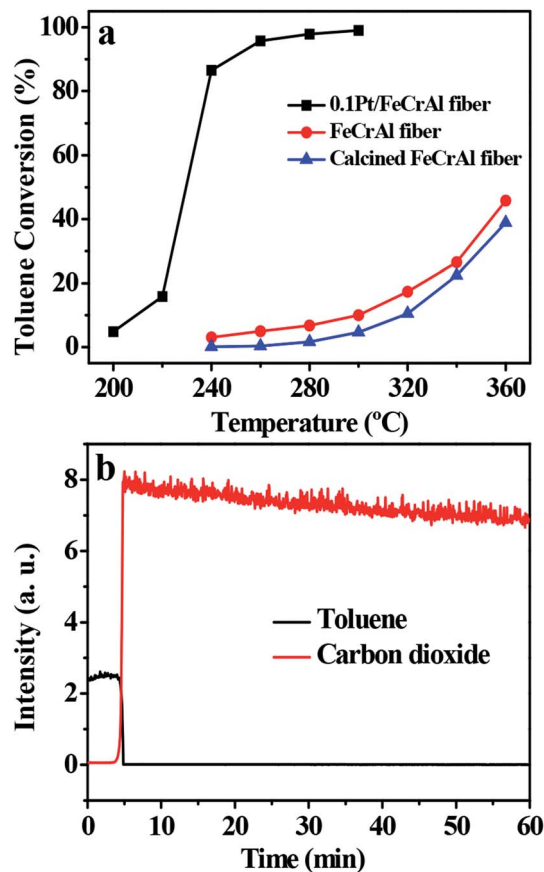 a
100
80
60
40
20
0
Toluene Conversion (%)
0.1Pt/FeCrAl fiber
FeCrAl fiber
Calcined FeCrAl fiber
200 240 280 320 360
Temperature (ºC)
b
8
6
4
2
0
Intensity (a. u.)
Toluene
Carbon dioxide
0 10 20 30 40 50 60
Time (min)